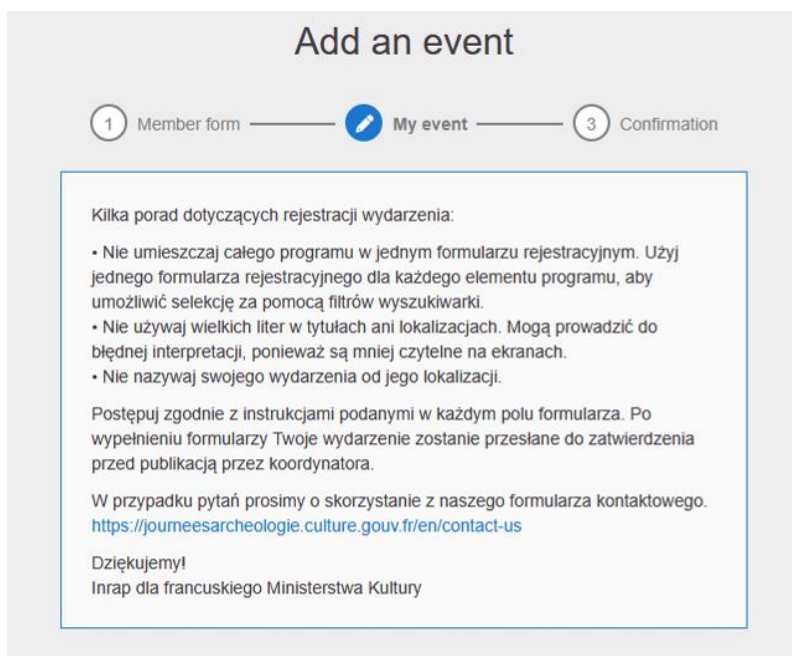 Add an event
1 Member form My event 3 Confirmation
Kilka porad dotyczących rejestracji wydarzenia:
• Nie umieszczaj całego programu w jednym formularzu rejestracyjnym. Użyj
jednego formularza rejestracyjnego dla każdego elementu programu, aby
umożliwić selekcję za pomocą filtrów wyszukiwarki.
• Nie używaj wielkich liter w tytułach ani lokalizacjach. Mogą prowadzić do
błędnej interpretacji, ponieważ są mniej czytelne na ekranach.
• Nie nazywaj swojego wydarzenia od jego lokalizacji.
Postępuj zgodnie z instrukcjami podanymi w każdym polu formularza. Po
wypełnieniu formularzy Twoje wydarzenie zostanie przesłane do zatwierdzenia
przed publikacją przez koordynatora.
W przypadku pytań prosimy o skorzystanie z naszego formularza kontaktowego.
https://journeesarcheologie.culture.gouv.fr/en/contact-us
Dziękujemy!
Inrap dla francuskiego Ministerstwa Kultury